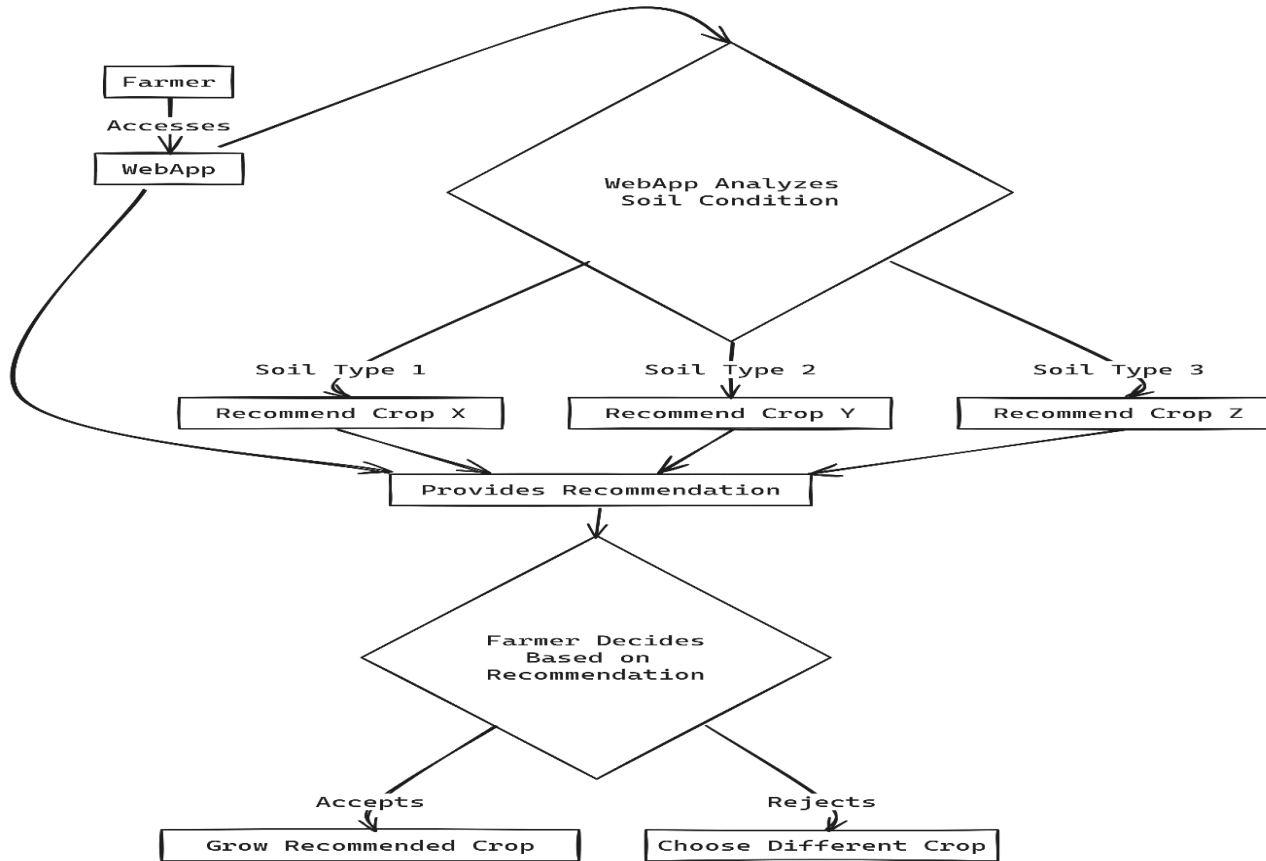 Farmer
Accesses
WebApp
WebApp Analyzes
Soil Condition
Soil Type 1
Soil Type 2
Soil Type 3
Recommend Crop X
Recommend Crop Y
Recommend Crop Z
Provides Recommendation
Farmer Decides
Based on
Recommendation
Accepts
Rejects
Grow Recommended Crop
Choose Different Crop